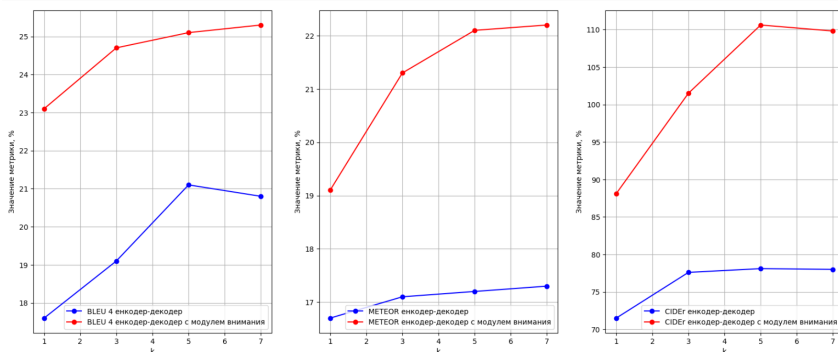 Значение метрики, %
25
24
23
22
21
20
19
18
1 2 3 4 5 6 7
k
BLEU 4 енкодер-декодер
BLEU 4 енкодер-декодер с модулем внимания
Значение метрики, %
22
21
20
19
18
17
1 2 3 4 5 6 7
k
METEOR енкодер-декодер
METEOR енкодер-декодер с модулем внимания
Значение метрики, %
110
105
100
95
90
85
80
75
70
1 2 3 4 5 6 7
k
CIDEr енкодер-декодер
CIDEr енкодер-декодер с модулем внимания